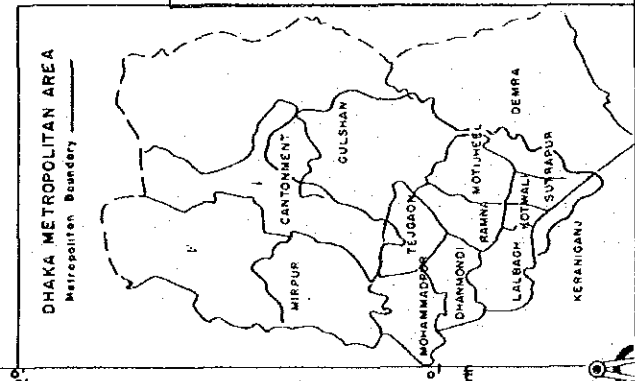 DHAKA METROPOLITAN AREA
Metropolitan Boundary
CANTONMENT
GULSHAN
MIRPUR
TEJGAON
MOHAMMADPUR
DHANMONDI
RAMNA
MOTIJHEEL
DEMRA
LALBAGH
KOTWALI
SUTRAPUR
KERANIGANJ